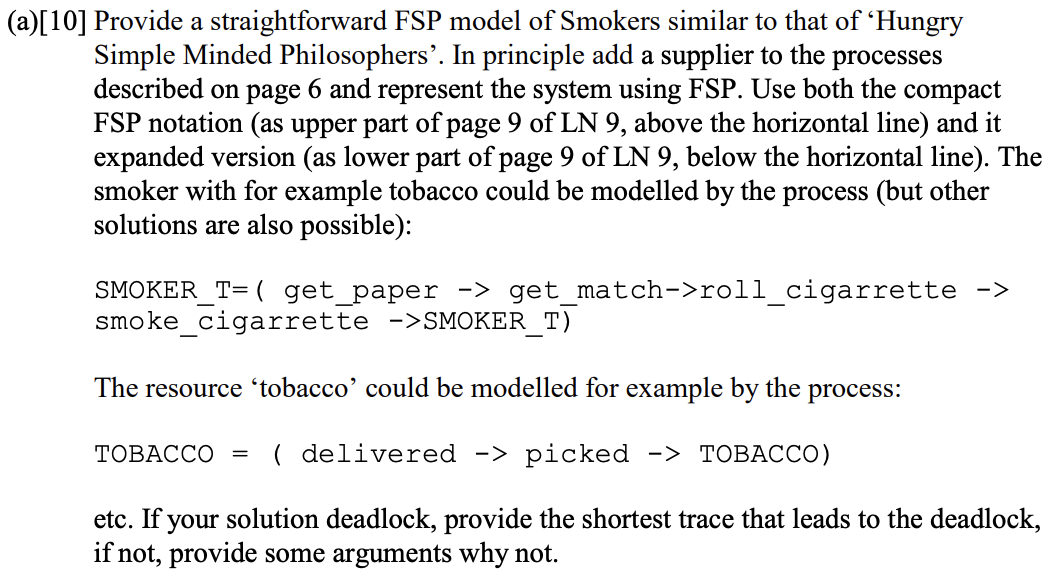 (a)[10] Provide a straightforward FSP model of Smokers similar to that of ‘Hungry
Simple Minded Philosophers’. In principle add a supplier to the processes
described on page 6 and represent the system using FSP. Use both the compact
FSP notation (as upper part of page 9 of LN 9, above the horizontal line) and it
expanded version (as lower part of page 9 of LN 9, below the horizontal line). The
smoker with for example tobacco could be modelled by the process (but other
solutions are also possible):
SMOKER_T=( get_paper -> get_match->roll_cigarrette ->
smoke_cigarrette ->SMOKER_T)
The resource ‘tobacco’ could be modelled for example by the process:
TOBACCO = ( delivered -> picked -> TOBACCO)
etc. If your solution deadlock, provide the shortest trace that leads to the deadlock,
if not, provide some arguments why not.